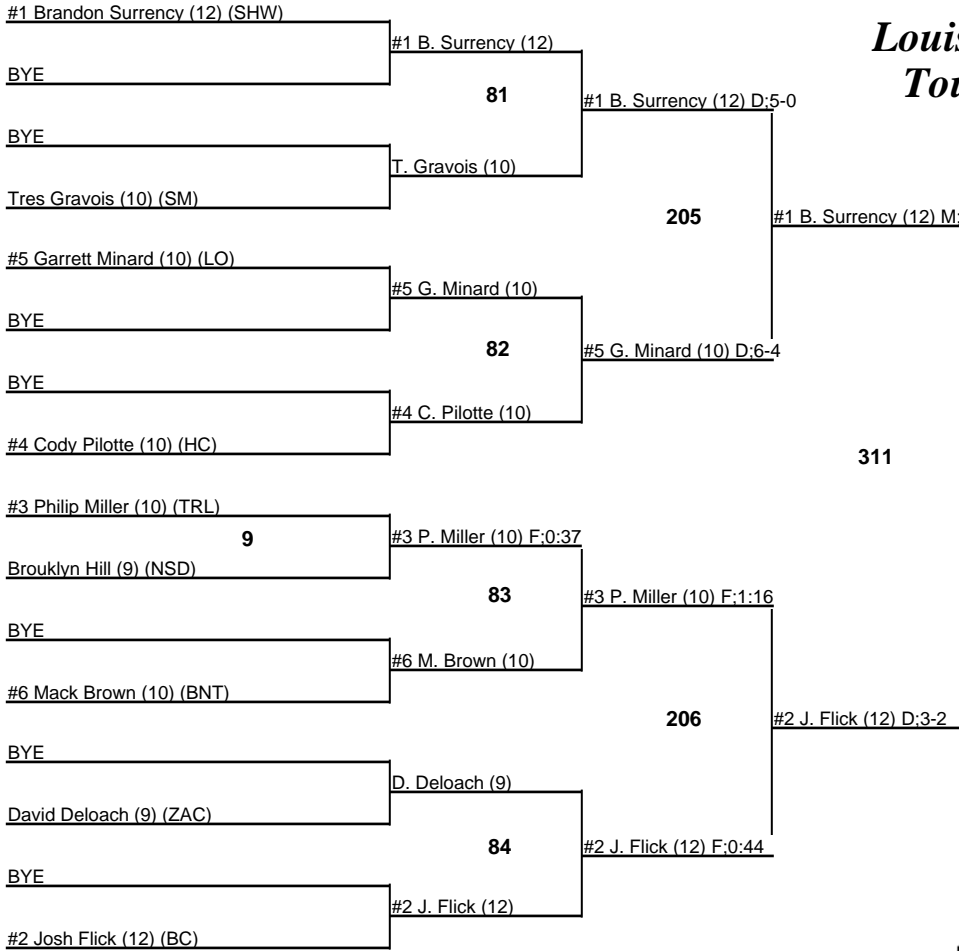 #1 Brandon Surrency (12) (SHW)
BYE
BYE
Tres Gravois (10) (SM)
#5 Garrett Minard (10) (LO)
BYE
BYE
#4 Cody Pilotte (10) (HC)
#3 Philip Miller (10) (TRL)
9
Brouklyn Hill (9) (NSD)
BYE
#6 Mack Brown (10) (BNT)
BYE
David Deloach (9) (ZAC)
BYE
#2 Josh Flick (12) (BC)
#1 B. Surrency (12)
81
T. Gravois (10)
#5 G. Minard (10)
82
#4 C. Pilotte (10)
#3 P. Miller (10) F;0:37
83
#6 M. Brown (10)
D. Deloach (9)
84
#2 J. Flick (12)
#1 B. Surrency (12) D;5-0
205
#5 G. Minard (10) D;6-4
#3 P. Miller (10) F;1:16
206
#2 J. Flick (12) F;0:44
Louis
Tou
#1 B. Surrency (12) M;
311
#2 J. Flick (12) D;3-2